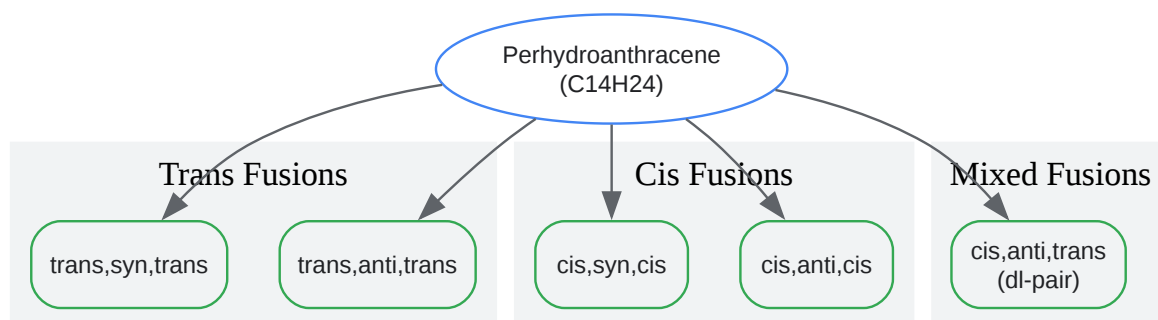 Perhydroanthracene
(C14H24)
Trans Fusions
Cis Fusions
Mixed Fusions
trans,syn,trans
trans,anti,trans
cis,syn,cis
cis,anti,cis
cis,anti,trans
(dl-pair)